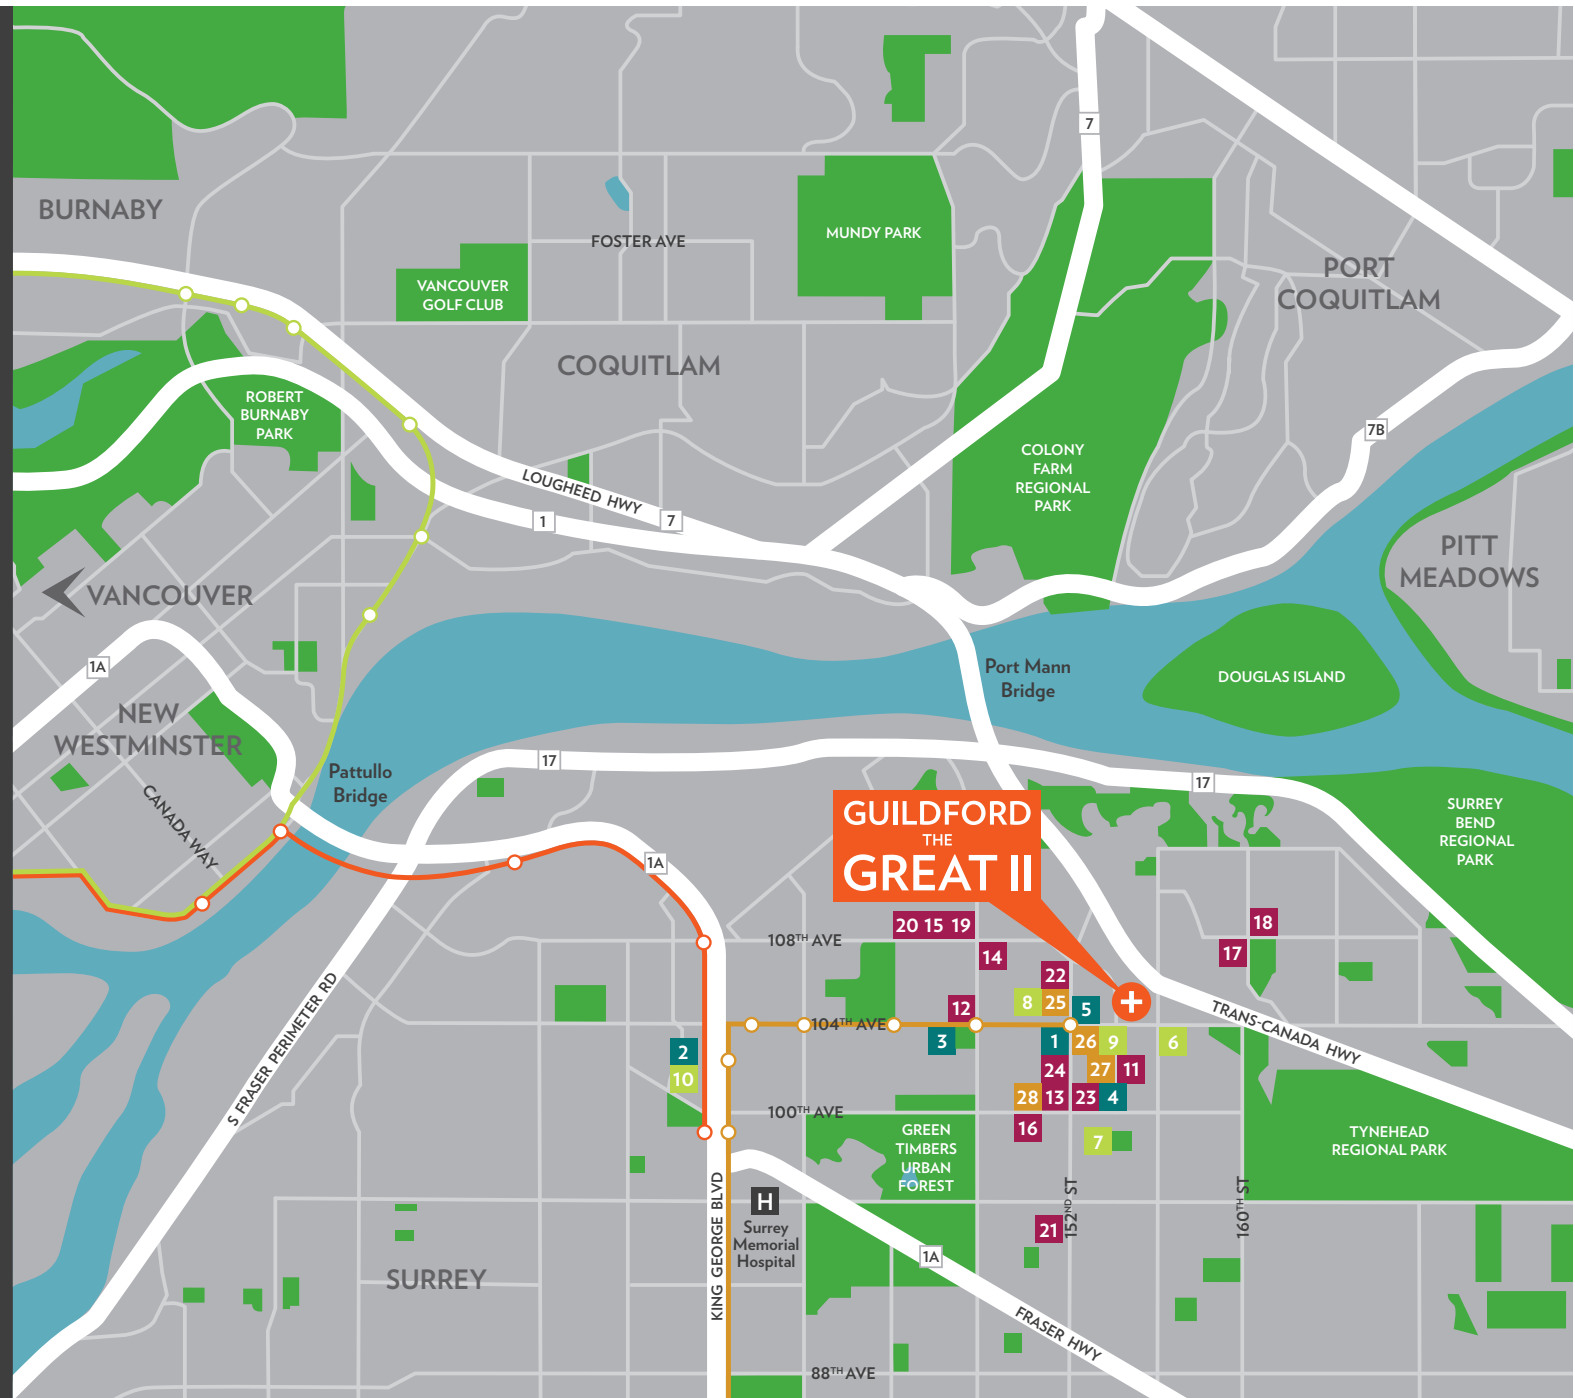 7
BURNABY
FOSTER AVE
MUNDY PARK
PORT
COQUITLAM
VANCOUVER
GOLF CLUB
COQUITLAM
ROBERT
BURNABY
PARK
7B
COLONY
FARM
REGIONAL
PARK
LOUGHEED HWY
7
1
PITT
MEADOWS
VANCOUVER
1A
Port Mann
Bridge
DOUGLAS ISLAND
NEW
WESTMINSTER
Pattullo
Bridge
17
17
CANADA WAY
SURREY
BEND
REGIONAL
PARK
GUILDFORD
THE
GREAT II
1A
20 15 19
18
108TH AVE
14
17
22
8 25
5
12
104TH AVE
TRANS-CANADA HWY
3
1
26 9
6
2
10
24
27 11
28 13 23 4
S FRASER PERIMETER RD
100TH AVE
16
7
GREEN
TIMBERS
URBAN
FOREST
TYNEHEAD
REGIONAL PARK
KING GEORGE BLVD
H
Surrey
Memorial
Hospital
152ND ST
160TH ST
21
1A
SURREY
FRASER HWY
88TH AVE